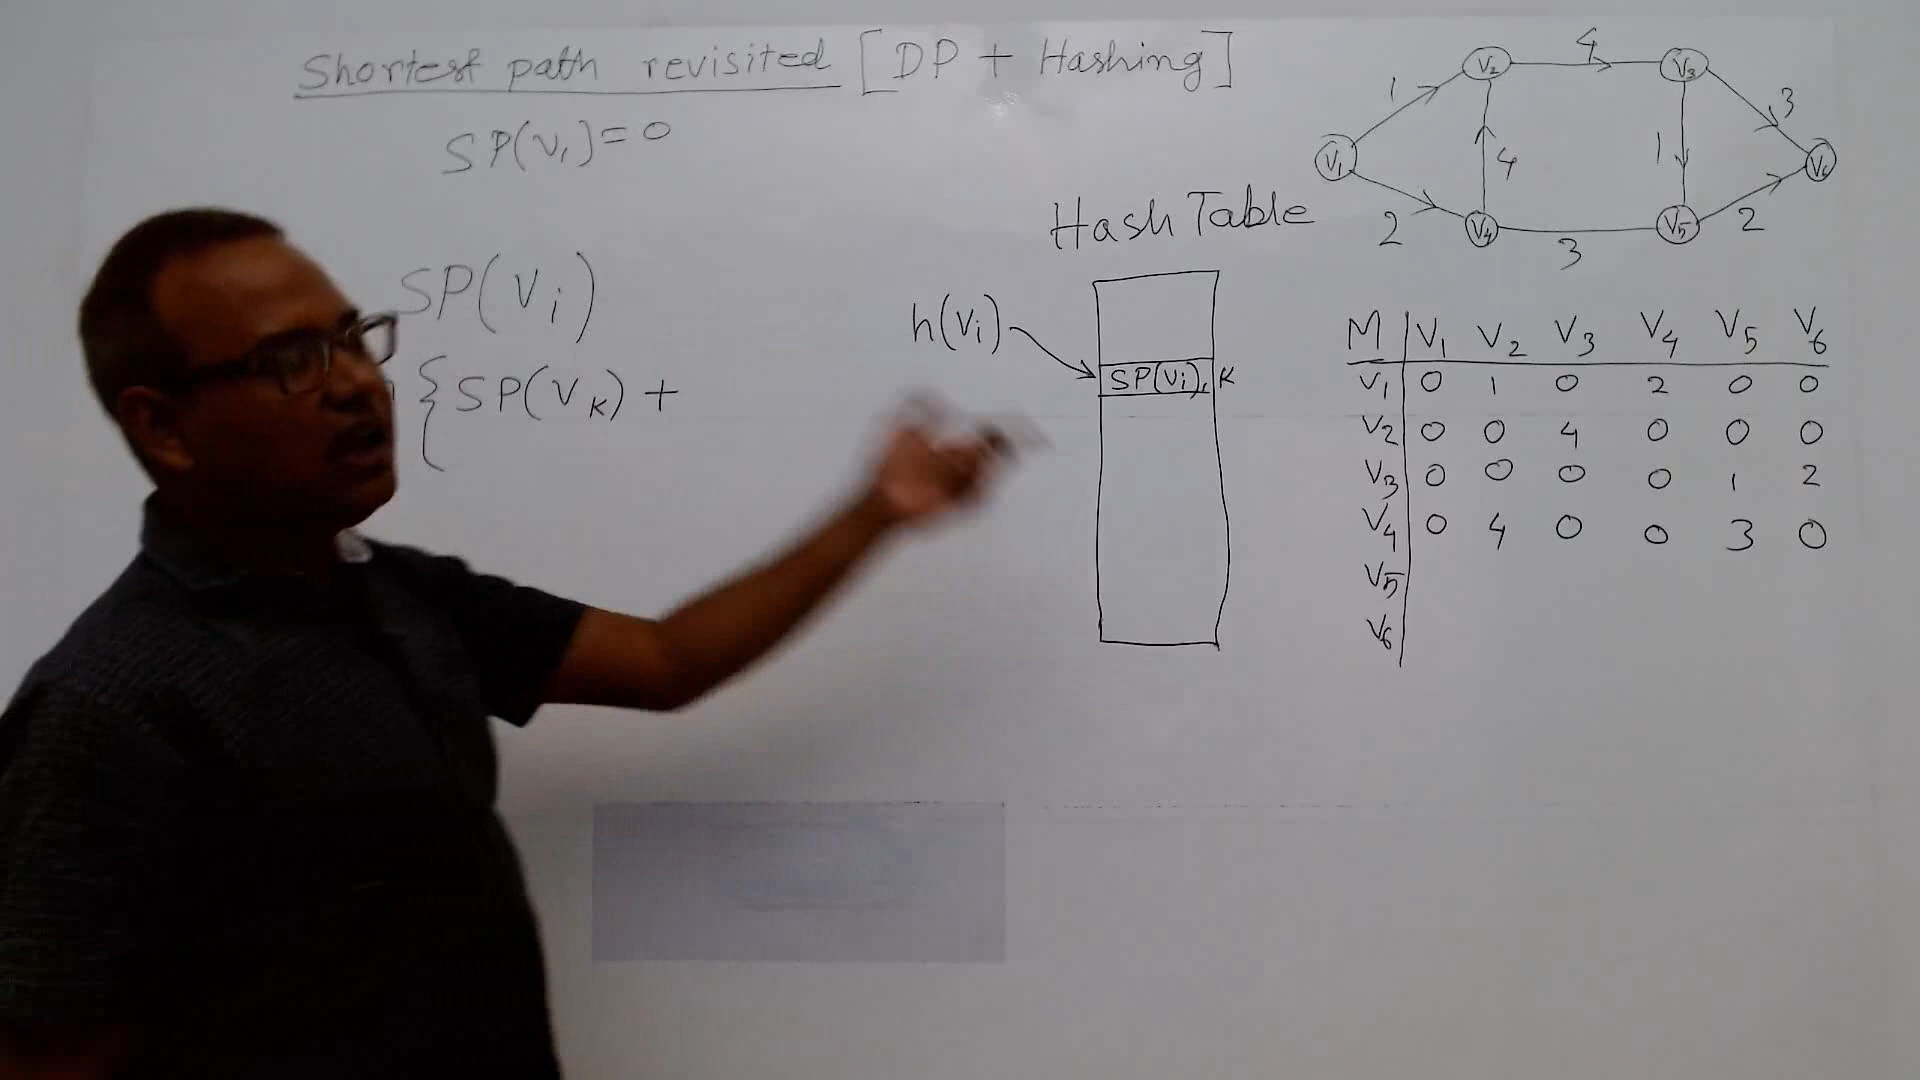 Shortest path revisited [DP + Hashing]
SP(V1)=0
SP(Vi)
{SP(VK) +
Hash Table
h(Vi)
SP(Vi), K
V2 4 V3
1 3
V1 4 1 V6
2 V4 3 V5 2
M V1 V2 V3 V4 V5 V6
V1 0 1 0 2 0 0
V2 0 0 4 0 0 0
V3 0 0 0 0 1 2
V4 0 4 0 0 3 0
V5
V6